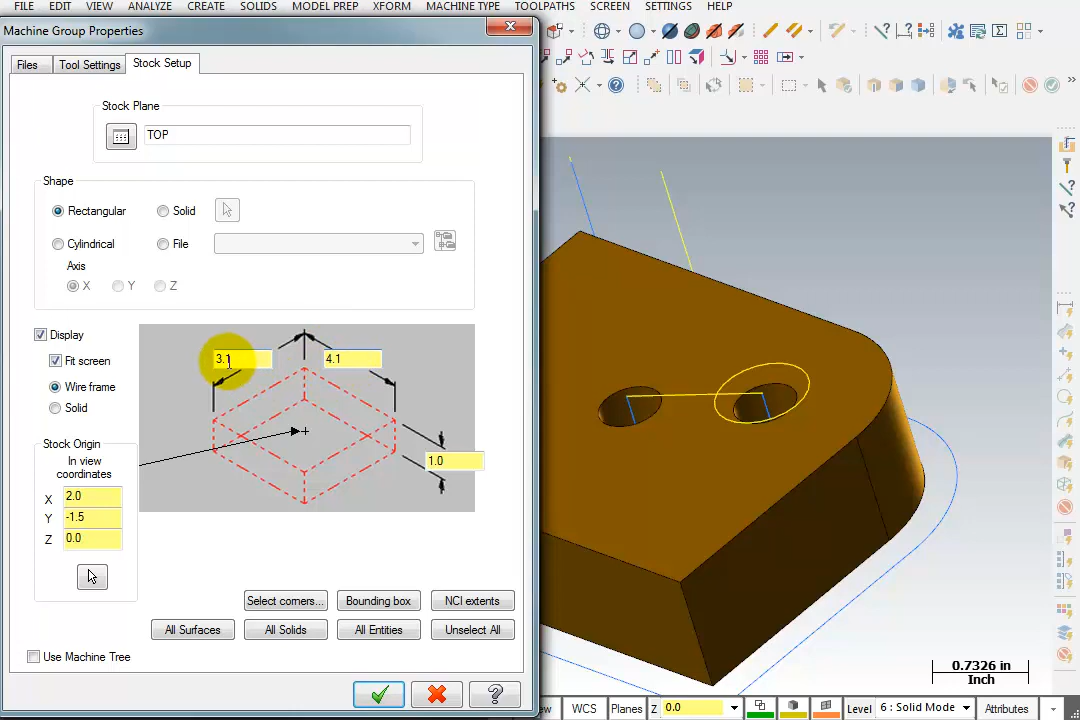 FILE EDIT VIEW ANALYZE CREATE SOLIDS MODEL PREP XFORM MACHINE TYPE TOOLPATHS SCREEN SETTINGS HELP
Machine Group Properties
Files Tool Settings Stock Setup
Stock Plane
TOP
Shape
Rectangular Solid
Cylindrical File
Axis
X Y Z
Display
Fit screen
Wire frame
Solid
3.1 4.1
1.0
Stock Origin
In view
coordinates
X 2.0
Y -1.5
Z 0.0
Select corners... Bounding box NCI extents
All Surfaces All Solids All Entities Unselect All
Use Machine Tree
0.7326 in
Inch
WCS Planes Z 0.0 Level 6 : Solid Mode Attributes